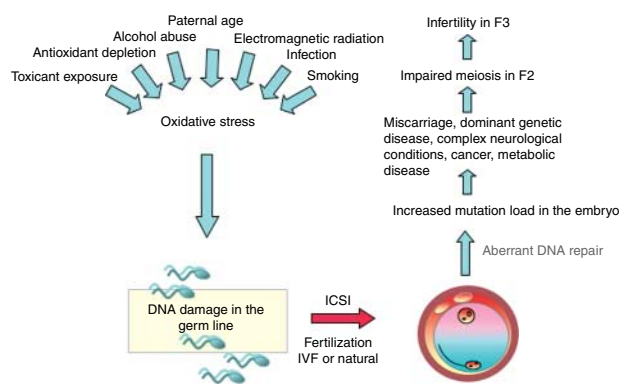 Paternal age
Alcohol abuse
Electromagnetic radiation
Antioxidant depletion
Infection
Toxicant exposure
Smoking
Oxidative stress
DNA damage in the
germ line
ICSI
Fertilization
IVF or natural
Aberrant DNA repair
Increased mutation load in the embryo
Miscarriage, dominant genetic
disease, complex neurological
conditions, cancer, metabolic
disease
Impaired meiosis in F2
Infertility in F3